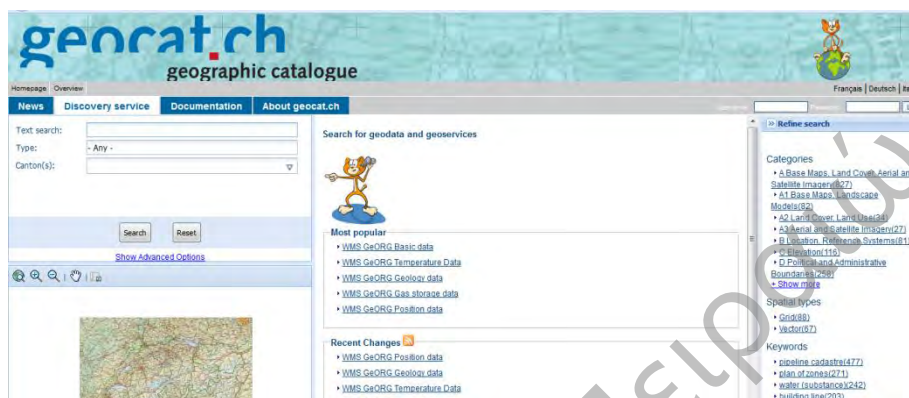 geocat.ch
geographic catalogue
Homepage Overview
Français | Deutsch |
News Discovery service Documentation About geocat.ch
Text search:
Type: - Any -
Canton(s):
Search Reset
Show Advanced Options
Search for geodata and geoservices
Most popular
WMS GeORG Basic data
WMS GeORG Temperature Data
WMS GeORG Geology data
WMS GeORG Gas storage data
WMS GeORG Position data
Recent Changes
WMS GeORG Position data
WMS GeORG Geology data
WMS GeORG Temperature Data
Refine search
Categories
A Base Maps, Land Cover, Aerial and
Satellite Imagery(827)
A1 Base Maps, Landscape
Models(82)
A2 Land Cover, Land Use(34)
A3 Aerial and Satellite Imagery(27)
B Location, Reference Systems(81
C Elevation(116)
D Political and Administrative
Boundaries(258)
+ Show more
Spatial types
Grid(88)
Vector(67)
Keywords
pipeline cadastre(477)
plan of zones(271)
water (substance)(242)
building line(203)